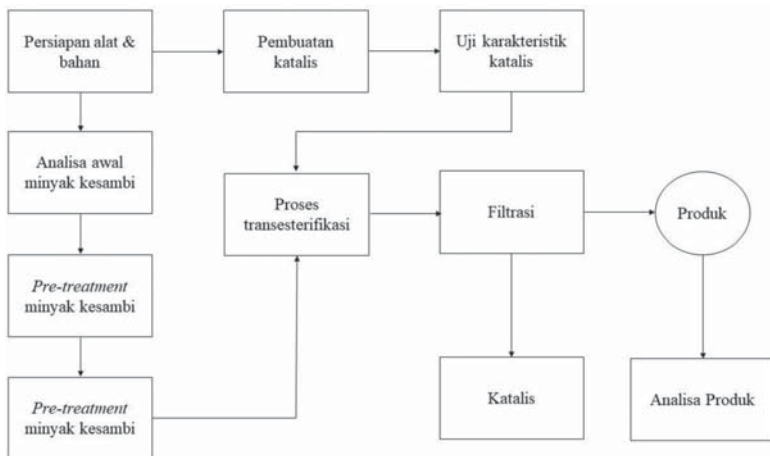 Persiapan alat &
bahan
Pembuatan
katalis
Uji karakteristik
katalis
Analisa awal
minyak kesambi
Proses
transesterifikasi
Filtrasi
Produk
Pre-treatment
minyak kesambi
Pre-treatment
minyak kesambi
Katalis
Analisa Produk